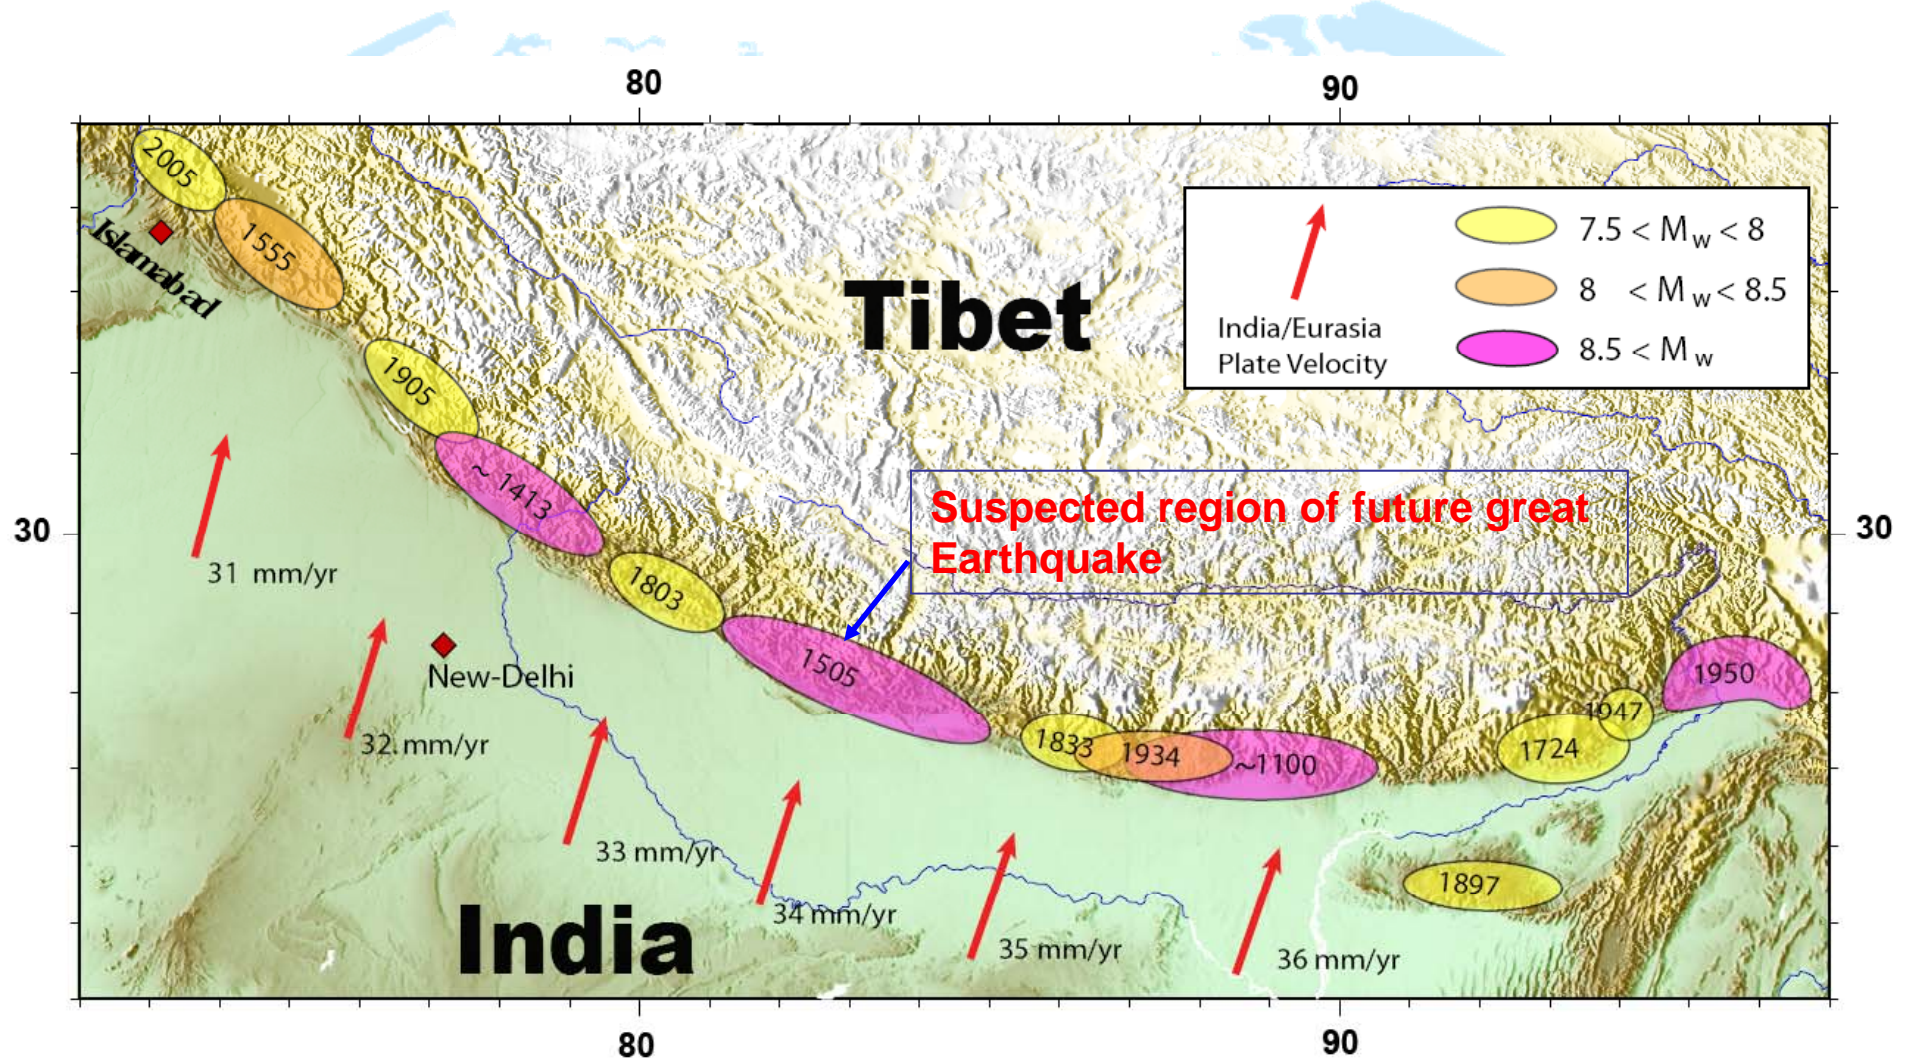 80
90
2005
Islamabad
1555
Tibet
India/Eurasia
Plate Velocity
7.5 < M w < 8
8 < M w < 8.5
8.5 < M w
1905
~ 1413
Suspected region of future great
Earthquake
30
30
31 mm/yr
1803
New-Delhi
1505
1950
32. mm/yr
1833
1934
~1100
1724
1947
33 mm/yr
1897
34 mm/yr
India
35 mm/yr
36 mm/yr
80
90